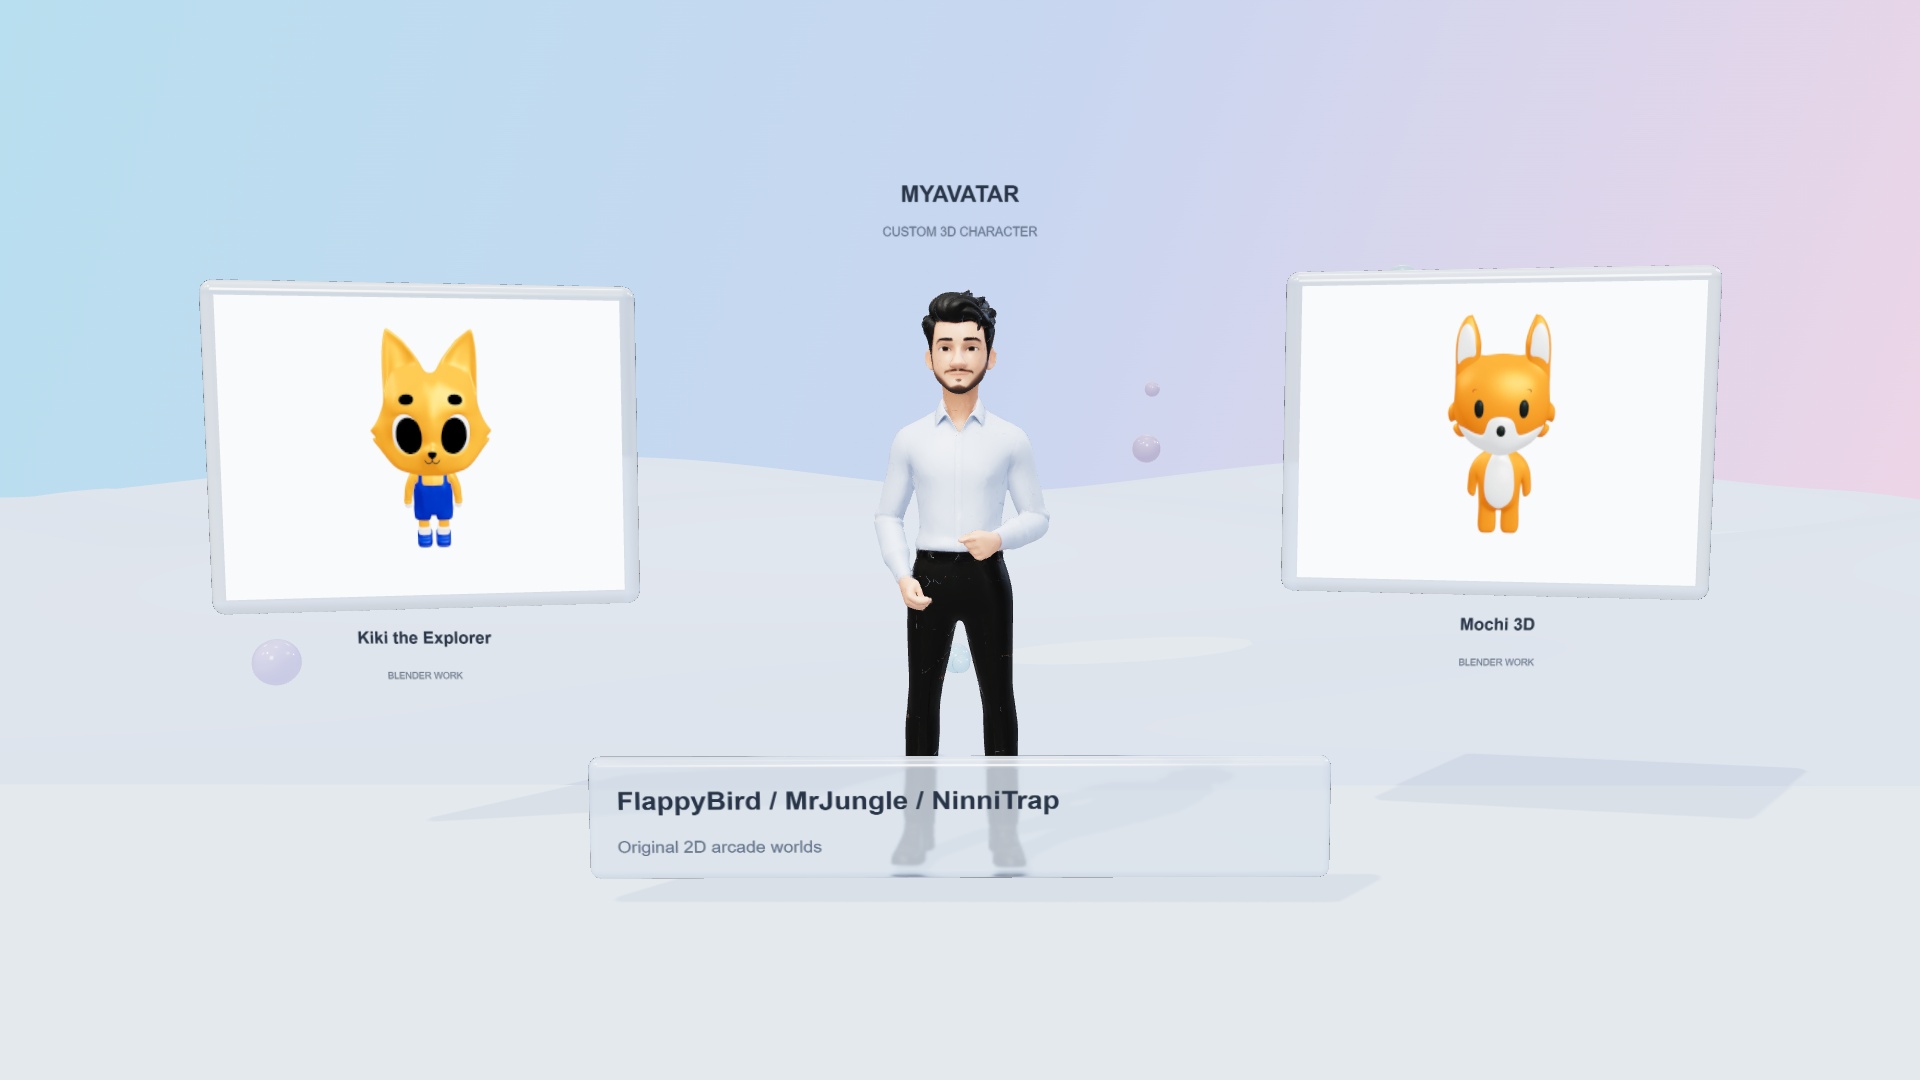 MYAVATAR
CUSTOM 3D CHARACTER
Kiki the Explorer
BLENDER WORK
Mochi 3D
BLENDER WORK
FlappyBird / MrJungle / NinniTrap
Original 2D arcade worlds